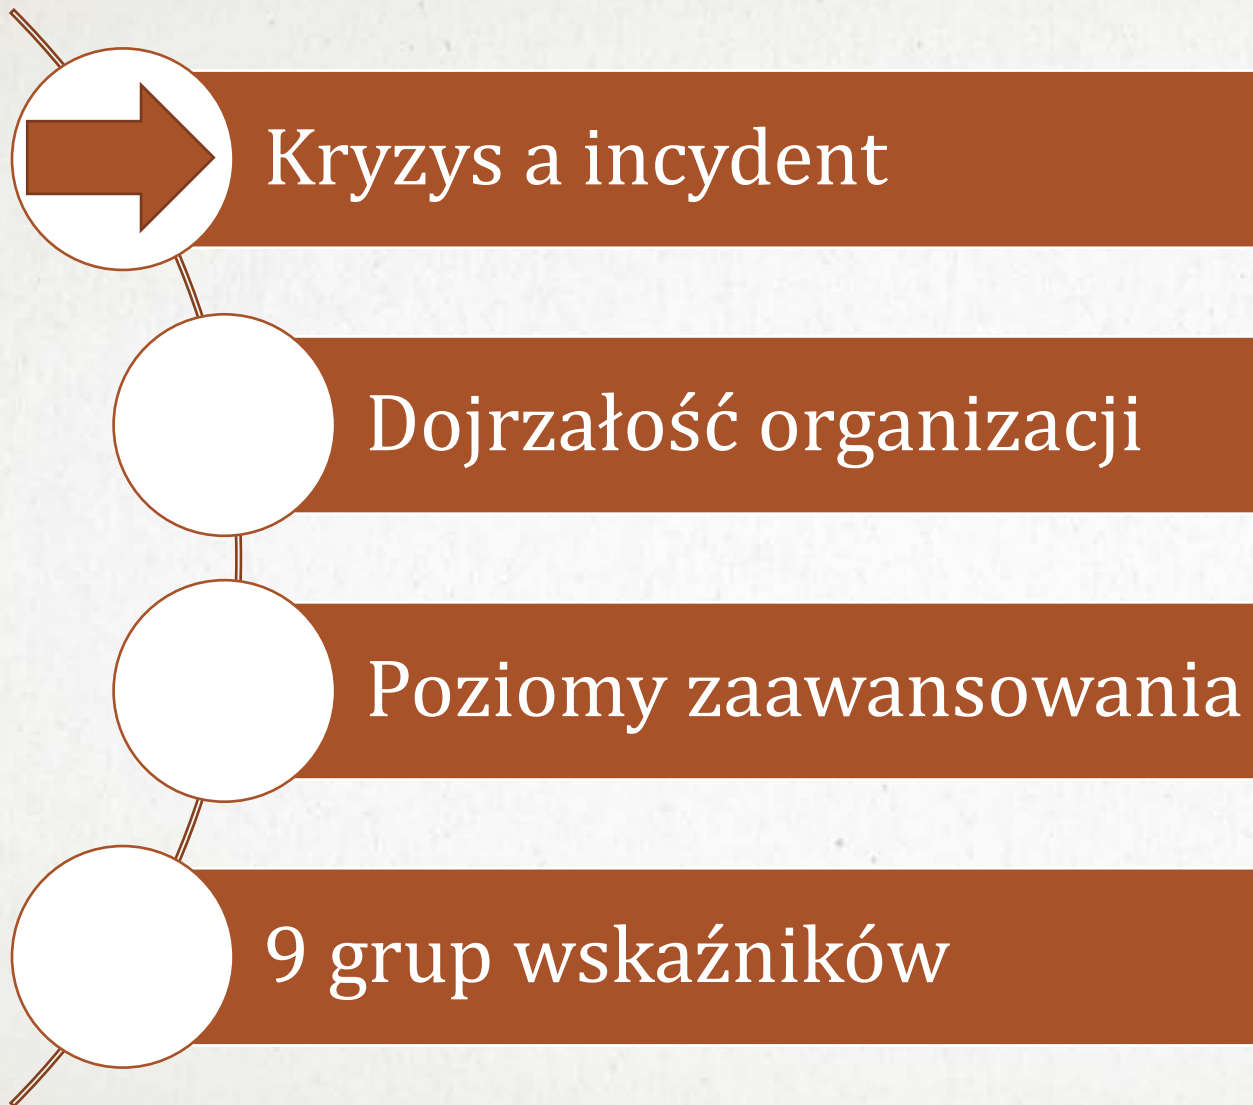 Kryzys a incydent
Dojrzałość organizacji
Poziomy zaawansowania
9 grup wskaźników